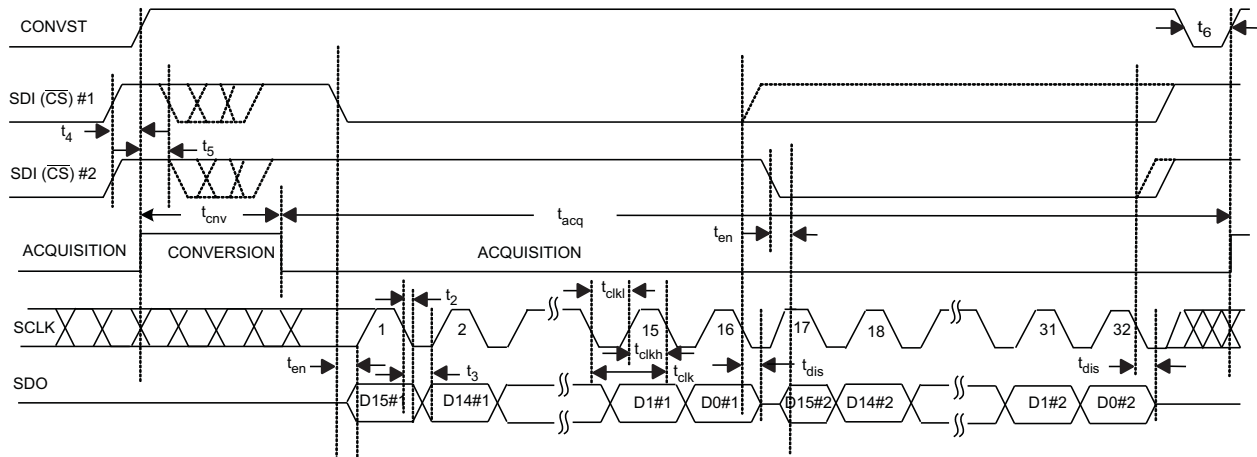 CONVST
t6
SDI (CS) #1
t4
t5
SDI (CS) #2
tcnv
tacq
ten
ACQUISITION
CONVERSION
ACQUISITION
t2
tclkl
SCLK
1
2
15
16
17
18
31
32
ten
t3
tclkh
tclk
tdis
tdis
SDO
D15#1
D14#1
D1#1
D0#1
D15#2
D14#2
D1#2
D0#2